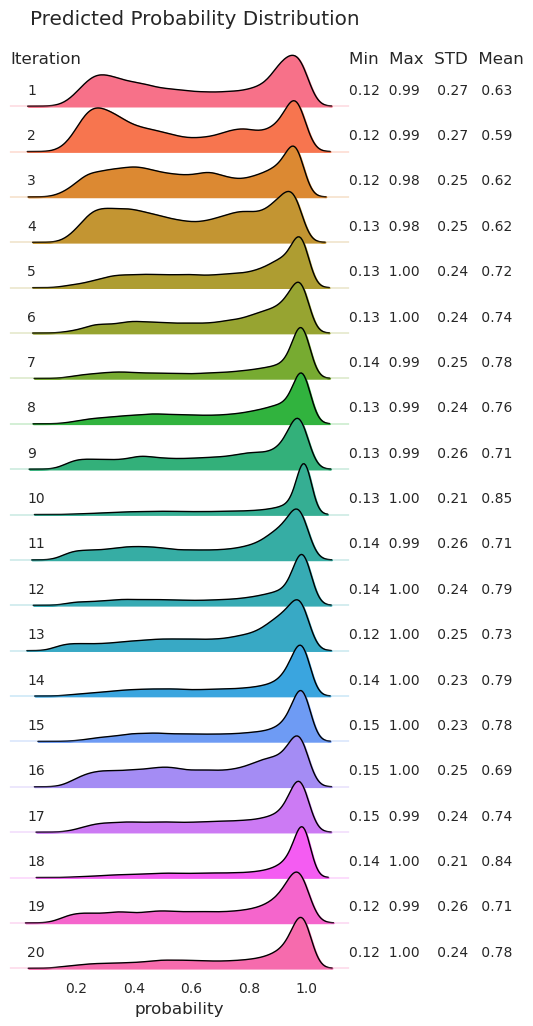 Predicted Probability Distribution
Iteration Min Max STD Mean
1 0.12 0.99 0.27 0.63
2 0.12 0.99 0.27 0.59
3 0.12 0.98 0.25 0.62
4 0.13 0.98 0.25 0.62
5 0.13 1.00 0.24 0.72
6 0.13 1.00 0.24 0.74
7 0.14 0.99 0.25 0.78
8 0.13 0.99 0.24 0.76
9 0.13 0.99 0.26 0.71
10 0.13 1.00 0.21 0.85
11 0.14 0.99 0.26 0.71
12 0.14 1.00 0.24 0.79
13 0.12 1.00 0.25 0.73
14 0.14 1.00 0.23 0.79
15 0.15 1.00 0.23 0.78
16 0.15 1.00 0.25 0.69
17 0.15 0.99 0.24 0.74
18 0.14 1.00 0.21 0.84
19 0.12 0.99 0.26 0.71
20 0.12 1.00 0.24 0.78
0.2 0.4 0.6 0.8 1.0
probability